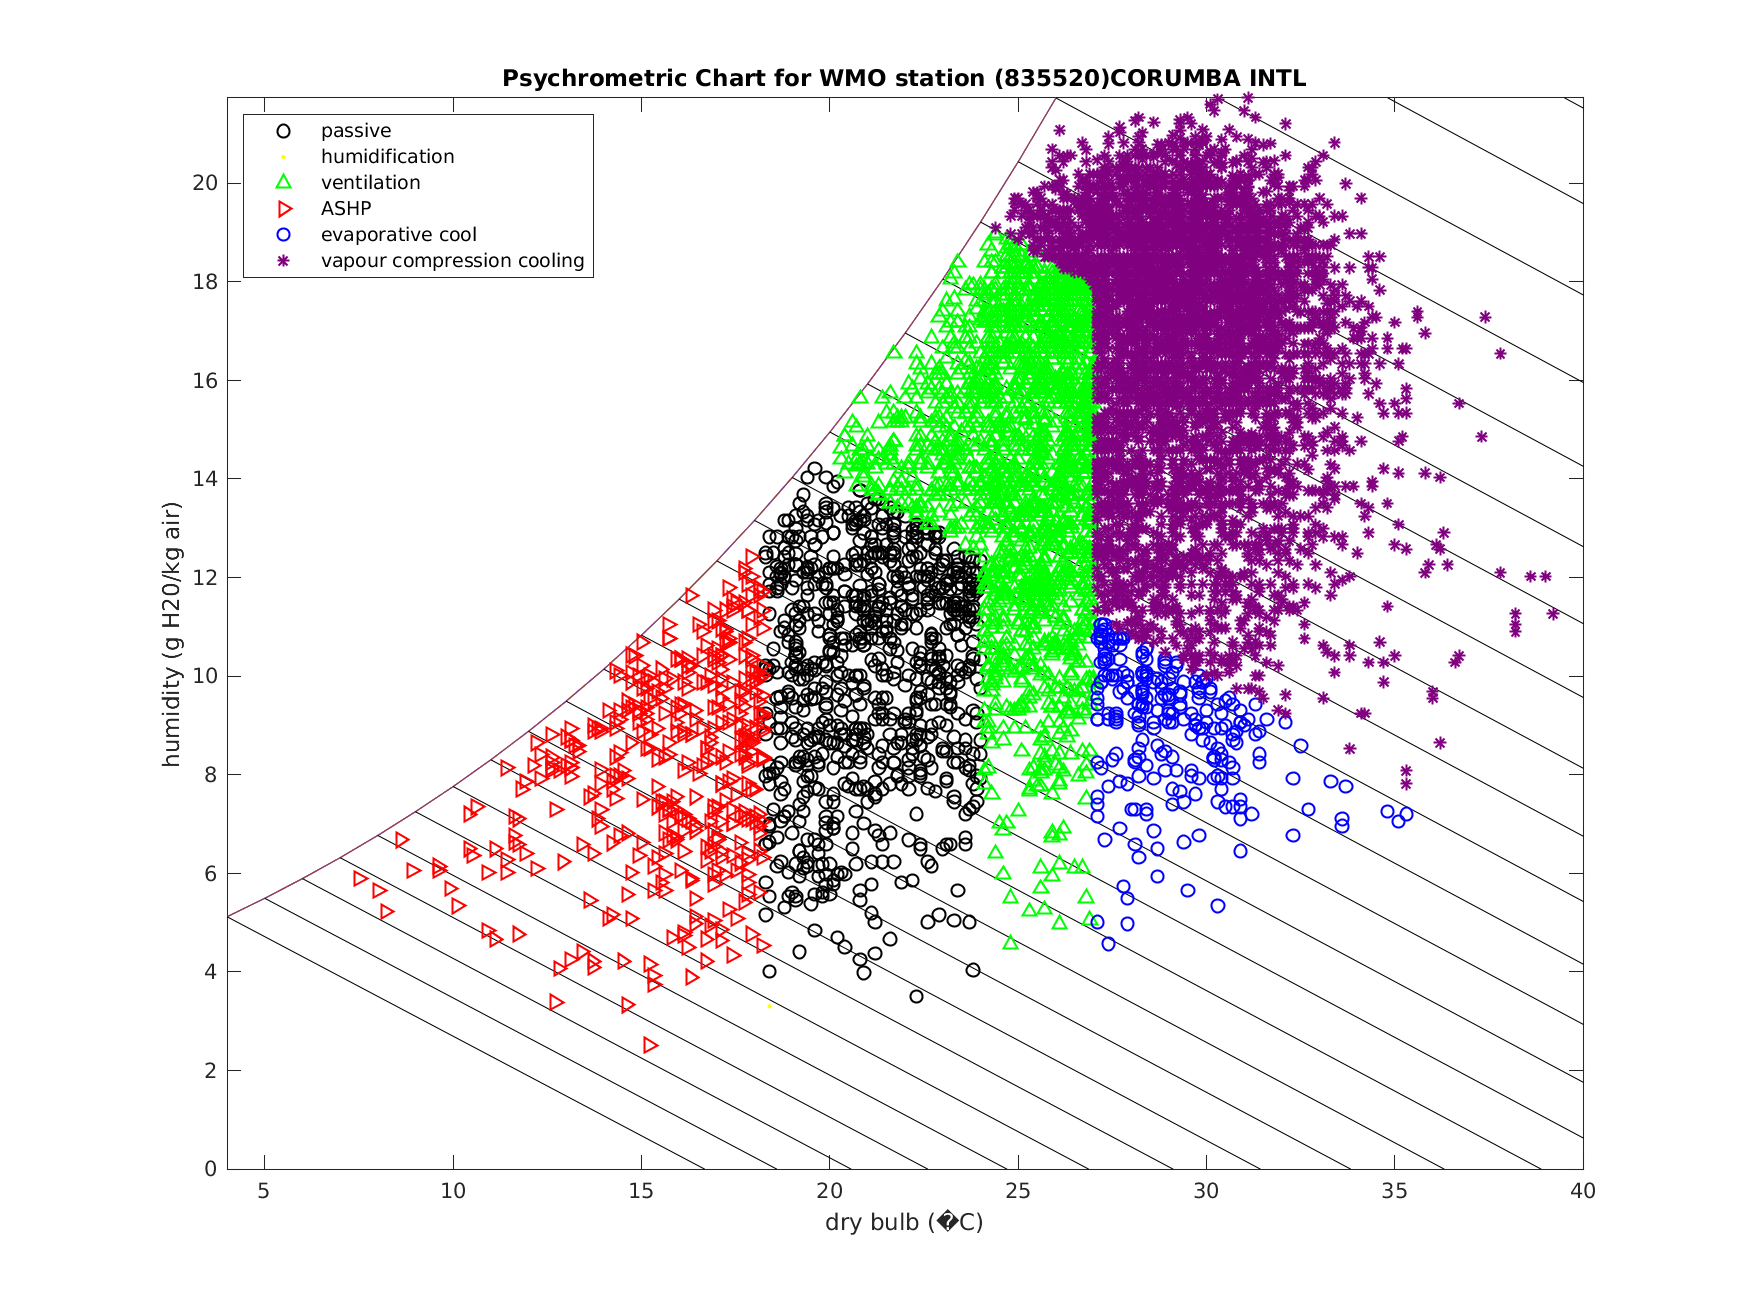 Psychrometric Chart for WMO station (835520)CORUMBA INTL
passive
humidification
ventilation
ASHP
evaporative cool
vapour compression cooling
humidity (g H20/kg air)
20
18
16
14
12
10
8
6
4
2
0
5 10 15 20 25 30 35 40
dry bulb (�C)